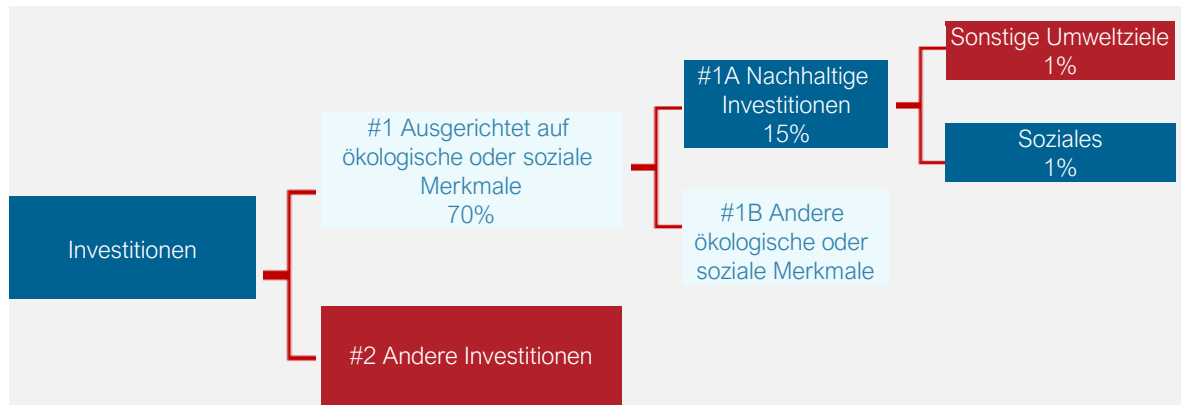 Investitionen
#1 Ausgerichtet auf
ökologische oder soziale
Merkmale
70%
#2 Andere Investitionen
#1A Nachhaltige
Investitionen
15%
#1B Andere
ökologische oder
soziale Merkmale
Sonstige Umweltziele
1%
Soziales
1%